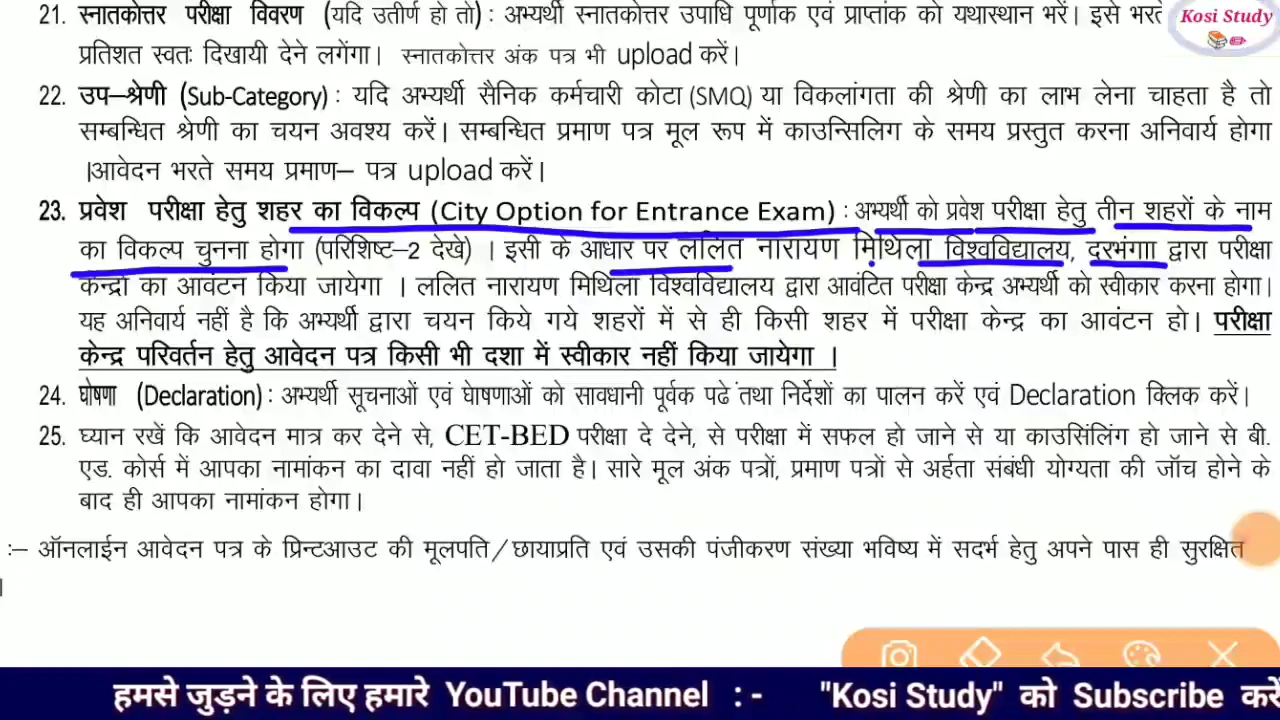 21. स्नातकोत्तर परीक्षा विवरण (यदि उतीर्ण हो तो) : अभ्यर्थी स्नातकोत्तर उपाधि पूर्णाक एवं प्राप्तांक को यथास्थान भरें। इसे भरते
Kosi Study
प्रतिशत स्वतः दिखायी देने लगेंगा। स्नातकोत्तर अंक पत्र भी upload करें।
22. उप–श्रेणी (Sub-Category) : यदि अभ्यर्थी सैनिक कर्मचारी कोटा (SMQ) या विकलांगता की श्रेणी का लाभ लेना चाहता है तो
सम्बन्धित श्रेणी का चयन अवश्य करें। सम्बन्धित प्रमाण पत्र मूल रूप में काउन्सिलिग के समय प्रस्तुत करना अनिवार्य होगा
।आवेदन भरते समय प्रमाण– पत्र upload करें।
23. प्रवेश परीक्षा हेतु शहर का विकल्प (City Option for Entrance Exam) : अभ्यर्थी को प्रवेश परीक्षा हेतु तीन शहरों के नाम
का विकल्प चुनना होगा (परिशिष्ट–2 देखे) । इसी के आधार पर ललित नारायण मिथिला विश्वविद्यालय, दरभंगाा द्वारा परीक्षा
केन्द्रो का आवंटन किया जायेगा । ललित नारायण मिथिला विश्वविद्यालय द्वारा आवंटित परीक्षा केन्द्र अभ्यर्थी को स्वीकार करना होगा।
यह अनिवार्य नहीं है कि अभ्यर्थी द्वारा चयन किये गये शहरों में से ही किसी शहर में परीक्षा केन्द्र का आवंटन हो। परीक्षा
केन्द्र परिवर्तन हेतु आवेदन पत्र किसी भी दशा में स्वीकार नहीं किया जायेगा ।
24. घोषणा (Declaration) : अभ्यर्थी सूचनाओं एवं घोषणाओं को सावधानी पूर्वक पढें तथा निर्देशों का पालन करें एवं Declaration क्लिक करें।
25. घ्यान रखें कि आवेदन मात्र कर देने से, CET-BED परीक्षा दे देने, से परीक्षा में सफल हो जाने से या काउसिंलिंग हो जाने से बी.
एड. कोर्स में आपका नामांकन का दावा नहीं हो जाता है। सारे मूल अंक पत्रों, प्रमाण पत्रों से अर्हता संबंधी योग्यता की जॉच होने के
बाद ही आपका नामांकन होगा।
:– ऑनलाईन आवेदन पत्र के प्रिन्टआउट की मूलपति/छायाप्रति एवं उसकी पंजीकरण संख्या भविष्य में सदर्भ हेतु अपने पास ही सुरक्षित
।
हमसे जुड़ने के लिए हमारे YouTube Channel : - "Kosi Study" को Subscribe करें